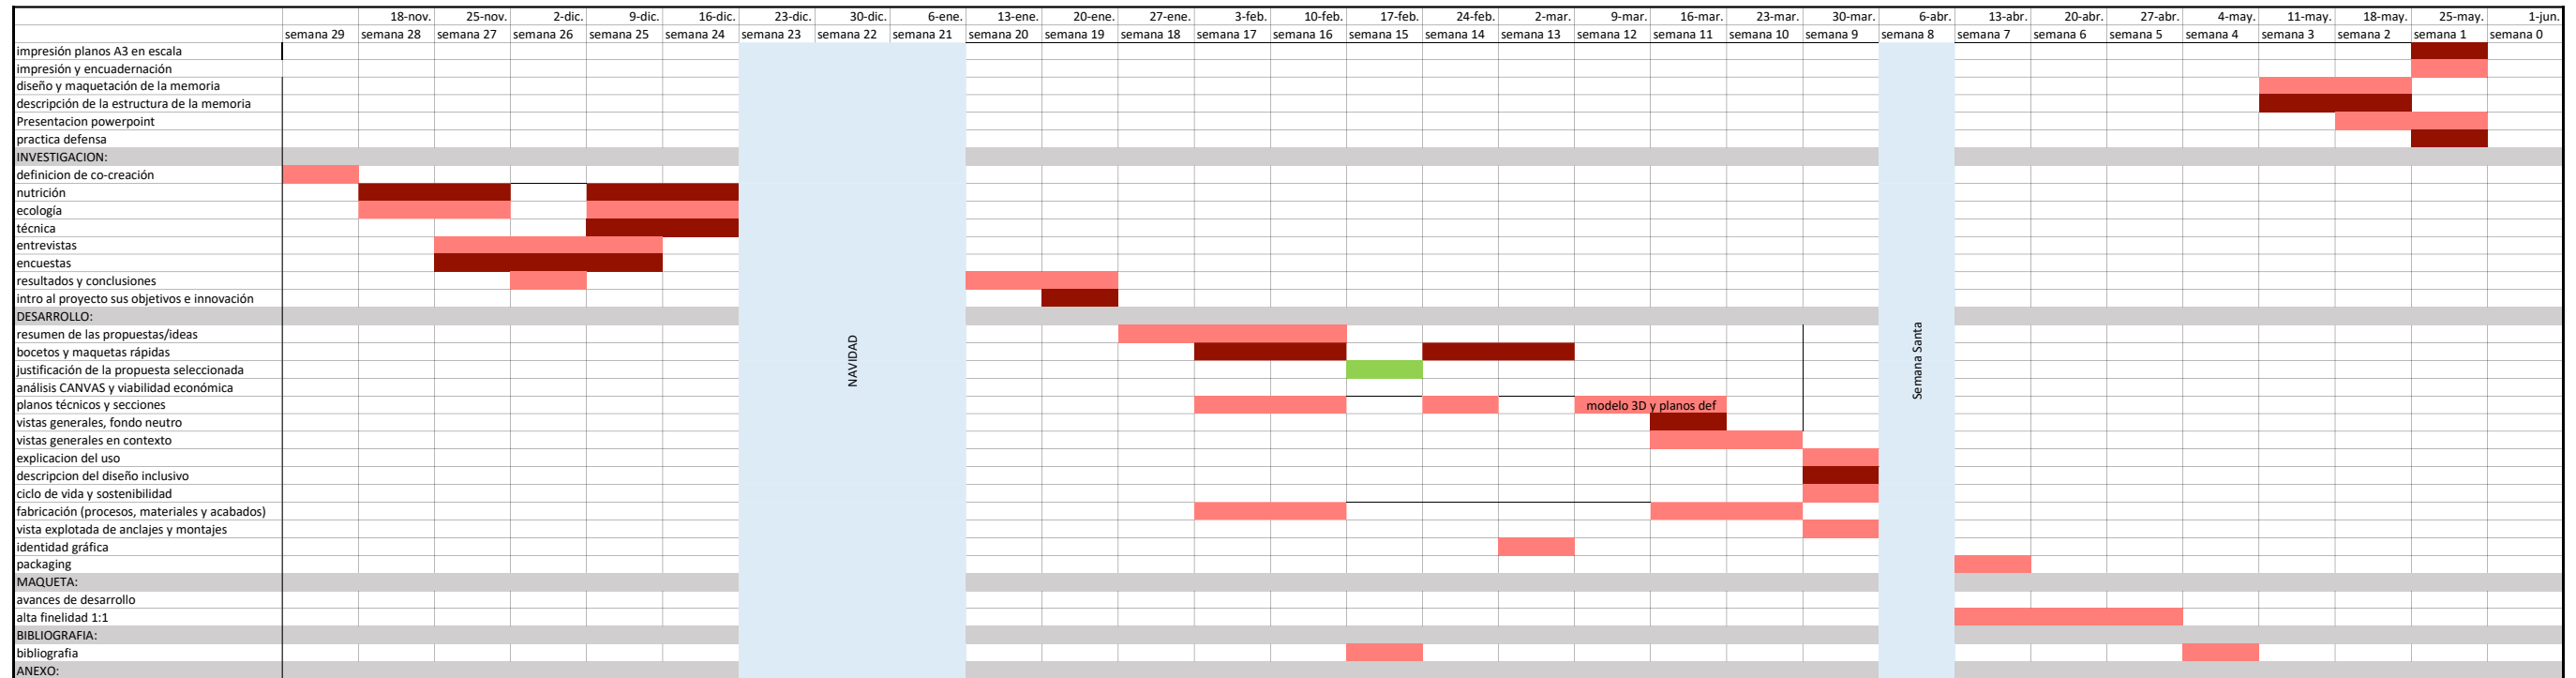 18-nov. 25-nov. 2-dic. 9-dic. 16-dic. 23-dic. 30-dic. 6-ene. 13-ene. 20-ene. 27-ene. 3-feb. 10-feb. 17-feb. 24-feb. 2-mar. 9-mar. 16-mar. 23-mar. 30-mar. 6-abr. 13-abr. 20-abr. 27-abr. 4-may. 11-may. 18-may. 25-may. 1-jun.
semana 29 semana 28 semana 27 semana 26 semana 25 semana 24 semana 23 semana 22 semana 21 semana 20 semana 19 semana 18 semana 17 semana 16 semana 15 semana 14 semana 13 semana 12 semana 11 semana 10 semana 9 semana 8 semana 7 semana 6 semana 5 semana 4 semana 3 semana 2 semana 1 semana 0
impresión planos A3 en escala
impresión y encuadernación
diseño y maquetación de la memoria
descripción de la estructura de la memoria
Presentacion powerpoint
practica defensa
INVESTIGACION:
definicion de co-creación
nutrición
ecología
técnica
entrevistas
encuestas
resultados y conclusiones
intro al proyecto sus objetivos e innovación
DESARROLLO:
resumen de las propuestas/ideas
bocetos y maquetas rápidas
justificación de la propuesta seleccionada
análisis CANVAS y viabilidad económica
planos técnicos y secciones modelo 3D y planos def
vistas generales, fondo neutro
vistas generales en contexto
explicacion del uso
descripcion del diseño inclusivo
ciclo de vida y sostenibilidad
fabricación (procesos, materiales y acabados)
vista explotada de anclajes y montajes
identidad gráfica
packaging
MAQUETA:
avances de desarrollo
alta finelidad 1:1
BIBLIOGRAFIA:
bibliografia
ANEXO:
NAVIDAD
Semana Santa